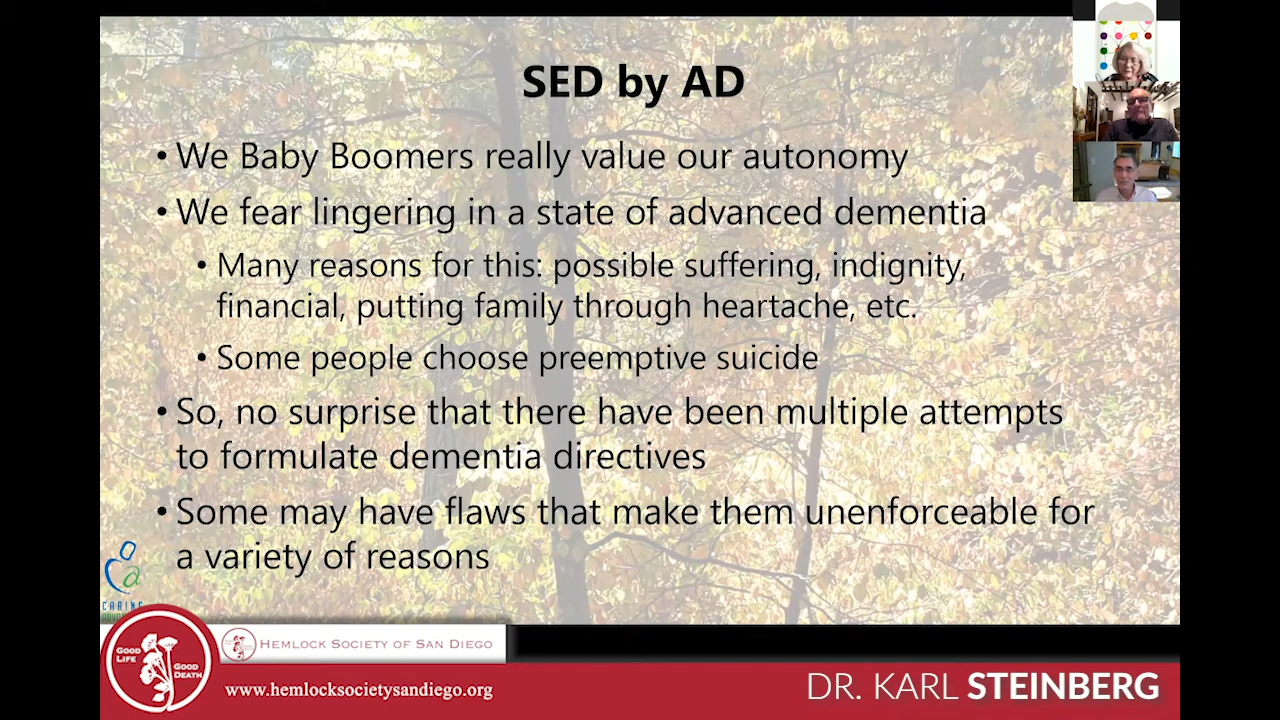 SED by AD
• We Baby Boomers really value our autonomy
• We fear lingering in a state of advanced dementia
• Many reasons for this: possible suffering, indignity,
financial, putting family through heartache, etc.
• Some people choose preemptive suicide
• So, no surprise that there have been multiple attempts
to formulate dementia directives
• Some may have flaws that make them unenforceable for
a variety of reasons
CARING
GOOD
LIFE
GOOD
DEATH
HEMLOCK SOCIETY OF SAN DIEGO
www.hemlocksocietysandiego.org
DR. KARL STEINBERG